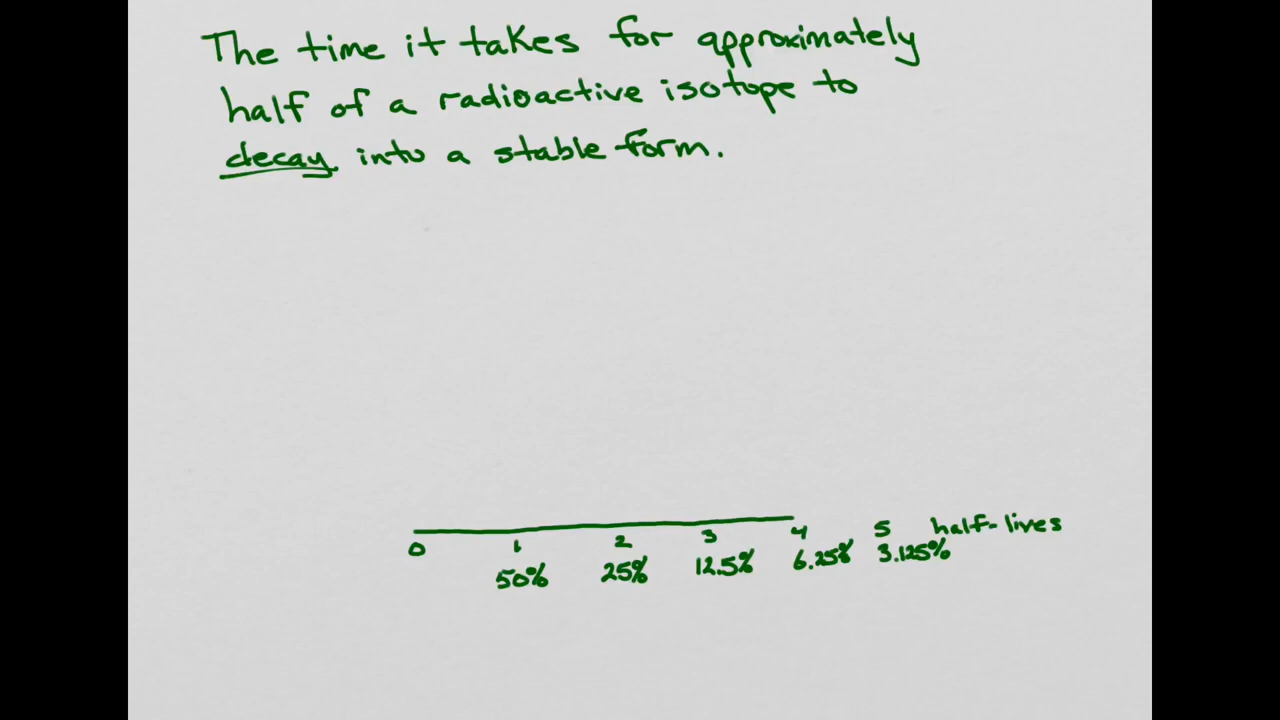 The time it takes for approximately
half of a radioactive isotope to
decay into a stable form.
0 1 2 3 4 5 half-lives
50% 25% 12.5% 6.25% 3.125%